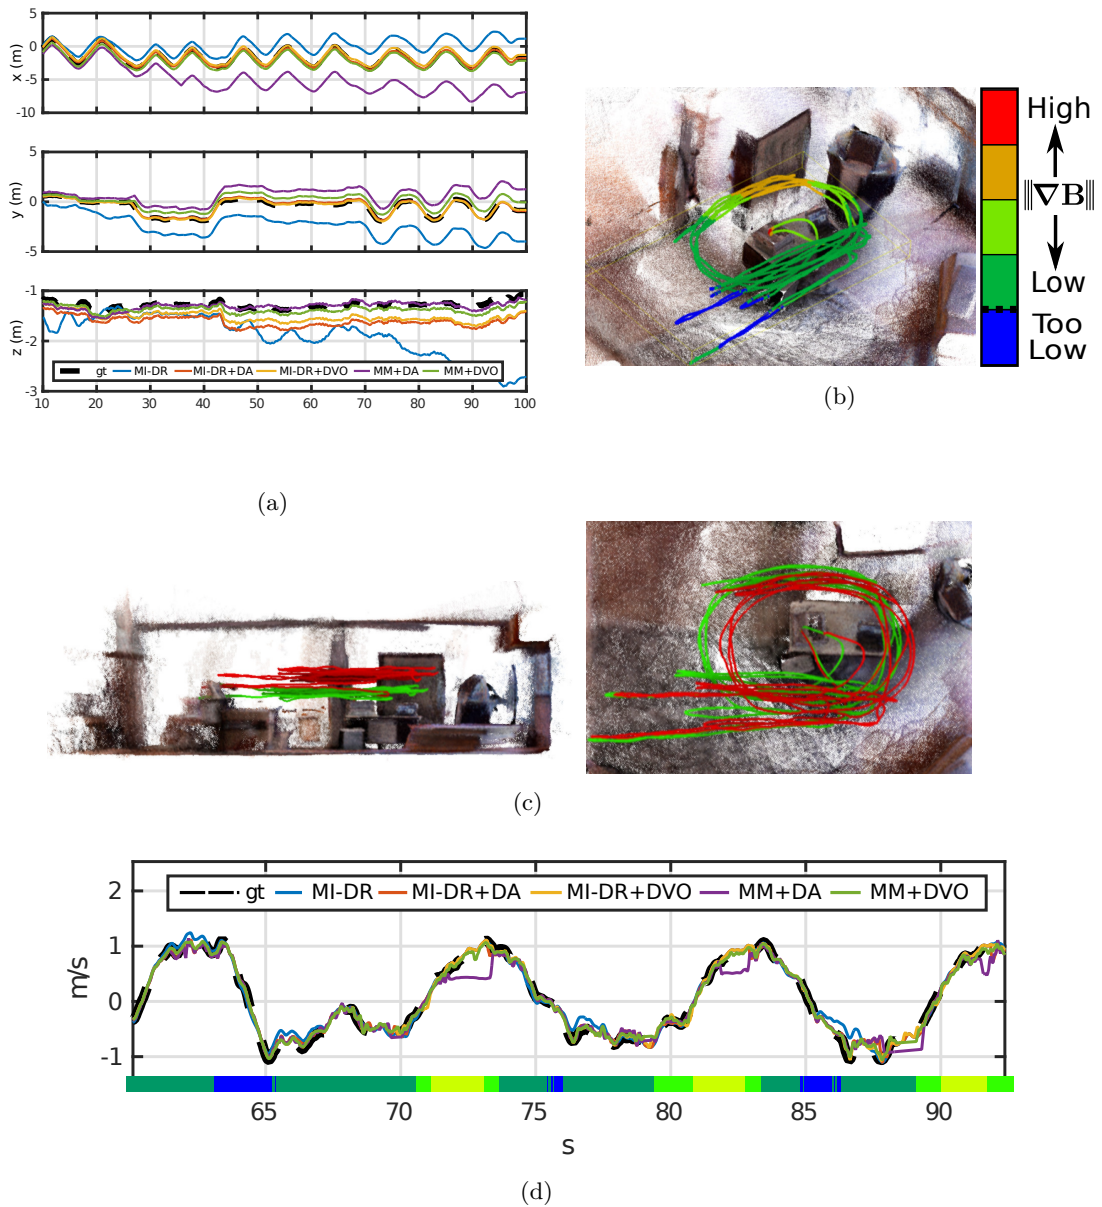 5
0
-5
-10
x (m)
5
0
-5
y (m)
-1
-2
-3
z (m)
gt MI-DR MI-DR+DA MI-DR+DVO MM+DA MM+DVO
10 20 30 40 50 60 70 80 90 100
(a)
High
|||∇B|||
Low
Too
Low
(b)
(c)
gt MI-DR MI-DR+DA MI-DR+DVO MM+DA MM+DVO
2
1
0
-1
m/s
65 70 75 80 85 90
s
(d)